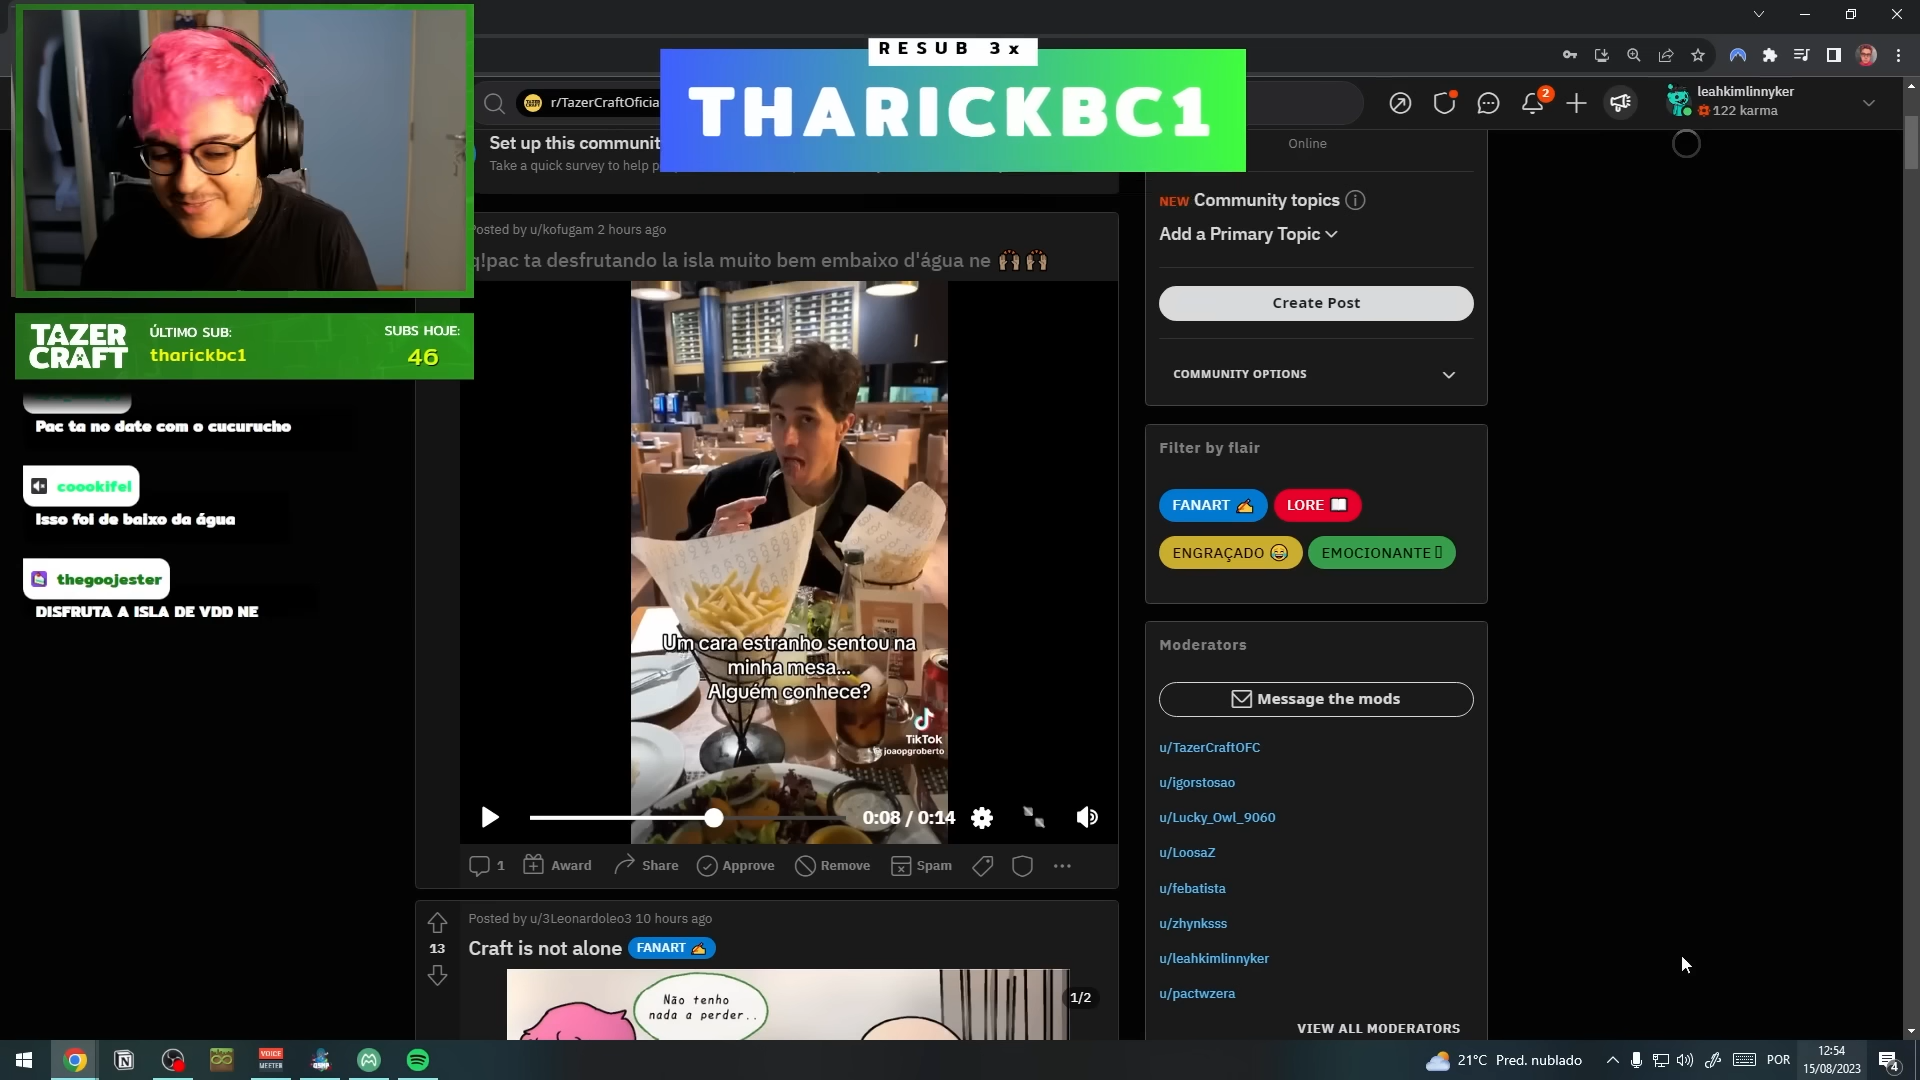 RESUB 3x
THARICKBC1
r/TazerCraftOficia
2
leahkimlinnyker
122 karma
Set up this communit
Take a quick survey to help p
Online
NEW Community topics
Add a Primary Topic
Create Post
COMMUNITY OPTIONS
Posted by u/kofugam 2 hours ago
q!pac ta desfrutando la isla muito bem embaixo d'água ne 🙌🏽🙌🏽
TAZER
CRAFT
ÚLTIMO SUB:
tharickbc1
SUBS HOJE:
46
Pac ta no date com o cucurucho
coookifel
Isso foi de baixo da água
thegoojester
DISFRUTA A ISLA DE VDD NE
Um cara estranho sentou na
minha mesa...
Alguém conhece?
TikTok
joaopgroberto
0:08 / 0:14
1
Award
Share
Approve
Remove
Spam
Filter by flair
FANART ✍
LORE 📖
ENGRAÇADO 😂
EMOCIONANTE
Moderators
Message the mods
u/TazerCraftOFC
u/igorstosao
u/Lucky_Owl_9060
u/LoosaZ
u/febatista
u/zhynksss
u/leahkimlinnyker
u/pactwzera
VIEW ALL MODERATORS
Posted by u/3Leonardoleo3 10 hours ago
13
Craft is not alone FANART ✍
Não tenho
nada a perder..
1/2
VOICE
MEETER
21°C Pred. nublado
POR
12:54
15/08/2023
4